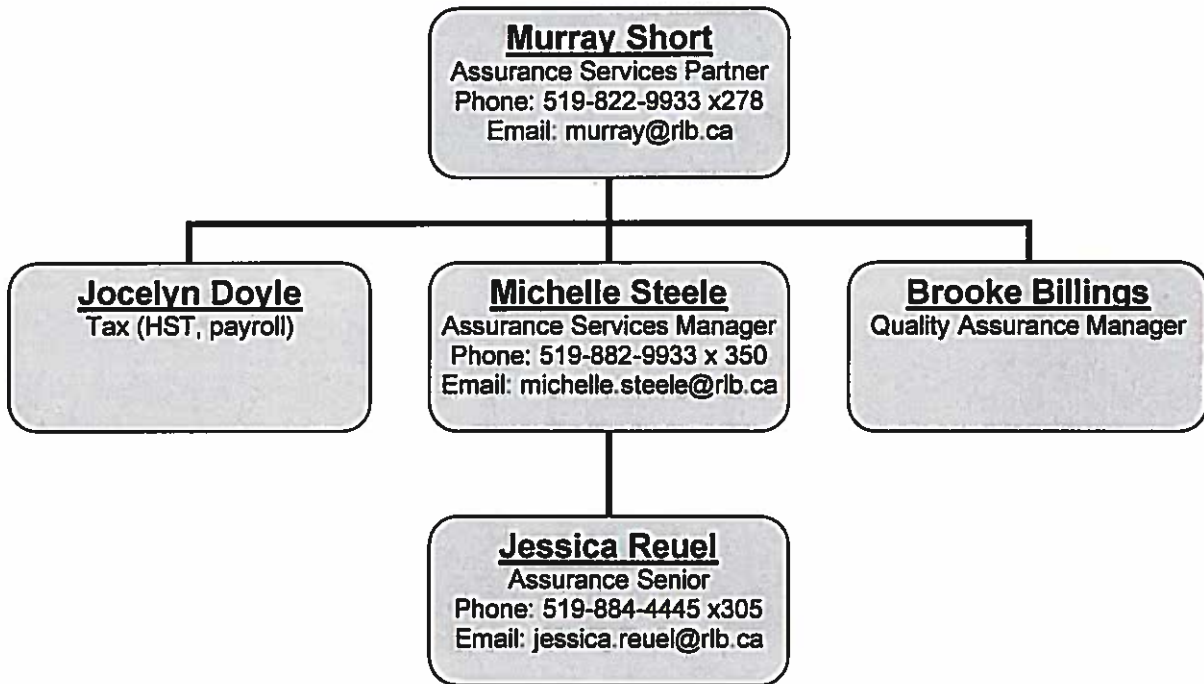 Murray Short
Assurance Services Partner
Phone: 519-822-9933 x278
Email: murray@rlb.ca
Jocelyn Doyle
Tax (HST, payroll)
Michelle Steele
Assurance Services Manager
Phone: 519-882-9933 x 350
Email: michelle.steele@rlb.ca
Brooke Billings
Quality Assurance Manager
Jessica Reuel
Assurance Senior
Phone: 519-884-4445 x305
Email: jessica.reuel@rlb.ca